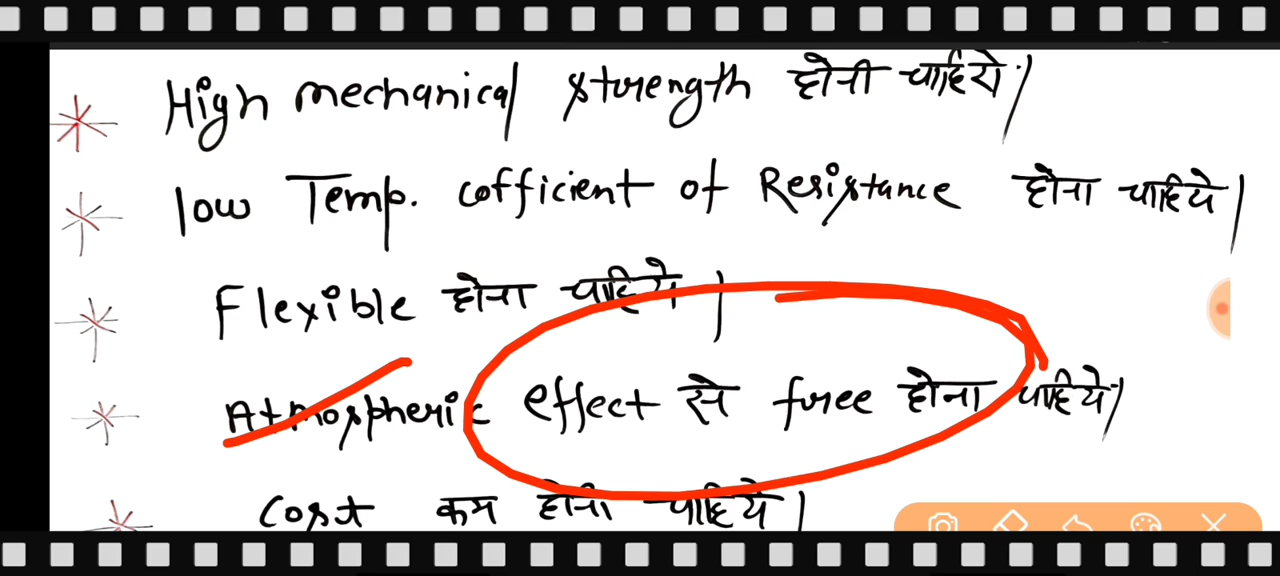 High mechanical strength होनी चाहिये।
low Temp. cofficient of Resistance होना चाहिये।
Flexible होना चाहिये।
Atmospheric effect से free होना चाहिये।
Cost कम होनी चाहिये।